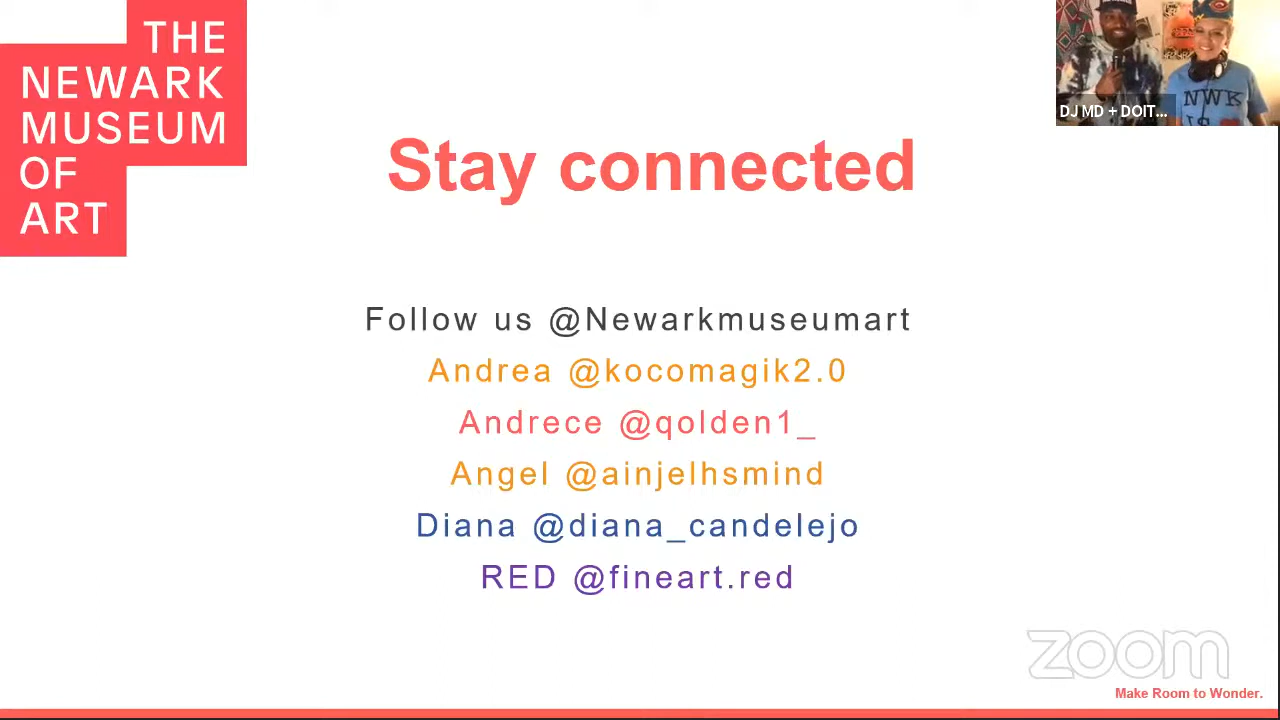 THE
NEWARK
MUSEUM
OF
ART
DJ MD + DOIT...
NWK
Stay connected
Follow us @Newarkmuseumart
Andrea @kocomagik2.0
Andrece @qolden1_
Angel @ainjelhsmind
Diana @diana_candelejo
RED @fineart.red
zoom
Make Room to Wonder.